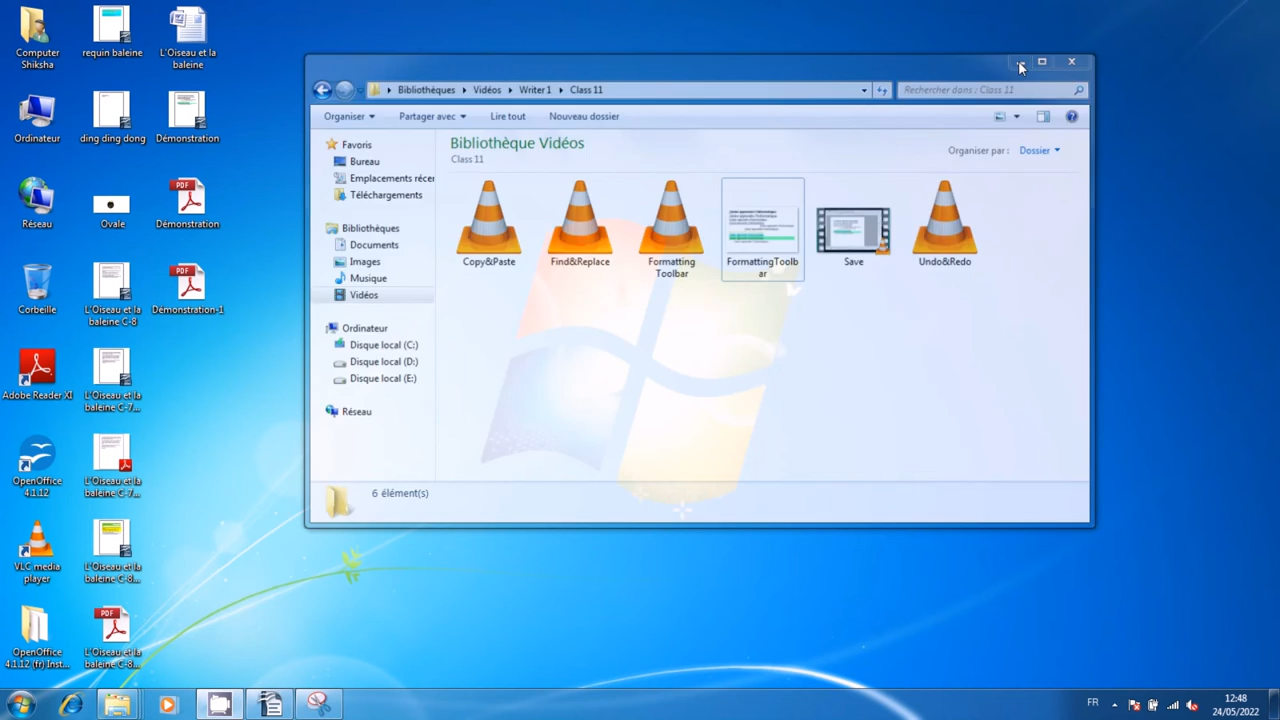 Computer
Shiksha
requin baleine
L'Oiseau et la
baleine
Ordinateur
ding ding dong
Démonstration
Réseau
Ovale
PDF
Démonstration
Corbeille
L'Oiseau et la
baleine C-8
PDF
Démonstration-1
Adobe Reader XI
L'Oiseau et la
baleine C-7...
OpenOffice
4.1.12
L'Oiseau et la
baleine C-7...
VLC media
player
L'Oiseau et la
baleine C-8...
OpenOffice
4.1.12 (fr) Inst...
PDF
L'Oiseau et la
baleine C-8...
Bibliothèques
Vidéos
Writer 1
Class 11
Rechercher dans : Class 11
Organiser
Partager avec
Lire tout
Nouveau dossier
Favoris
Bureau
Emplacements récer
Téléchargements
Bibliothèques
Documents
Images
Musique
Vidéos
Ordinateur
Disque local (C:)
Disque local (D:)
Disque local (E:)
Réseau
Bibliothèque Vidéos
Class 11
Organiser par :
Dossier
Copy&Paste
Find&Replace
Formatting
Toolbar
FormattingToolb
ar
Save
Undo&Redo
6 élément(s)
FR
12:48
24/05/2022